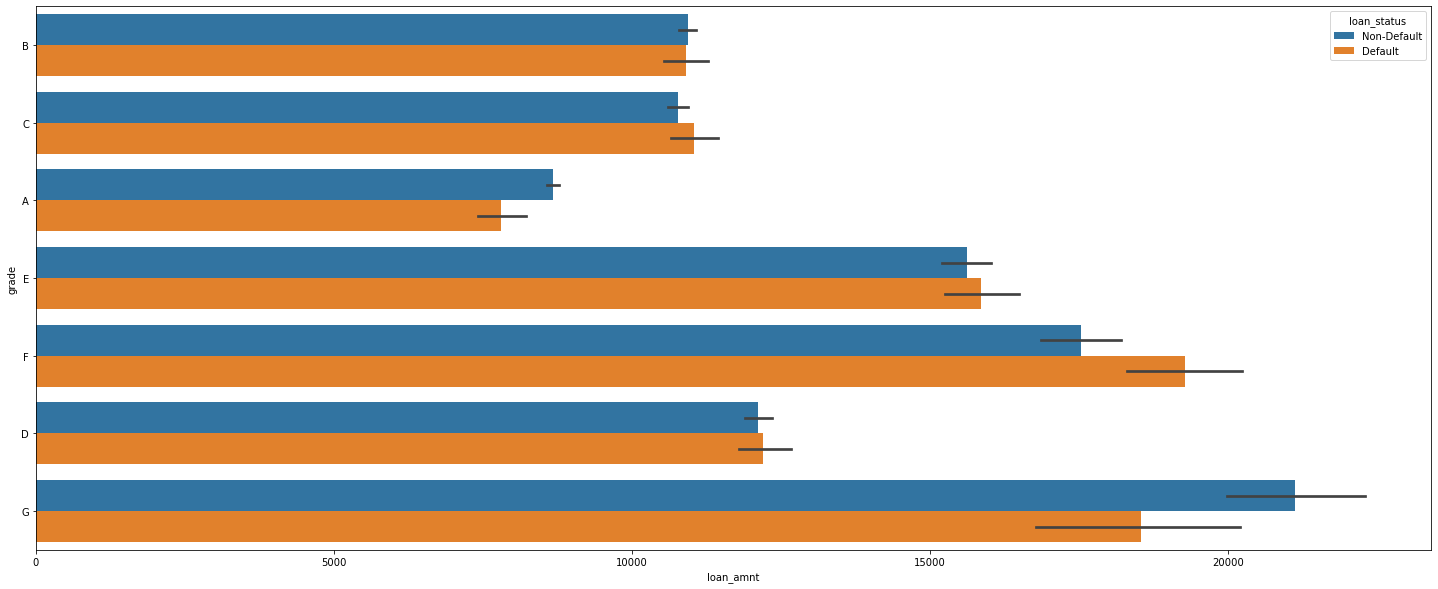 loan_status
Non-Default
Default
grade
B
C
A
E
F
D
G
0 5000 10000 15000 20000
loan_amnt